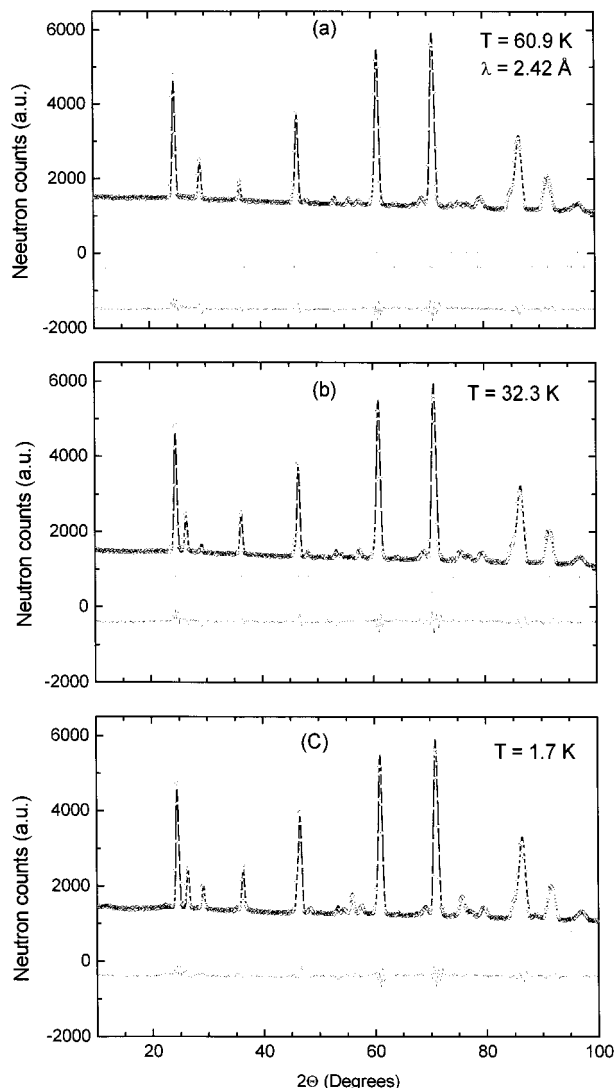 (a)
T = 60.9 K
λ = 2.42 Å
Neeutron counts (a.u.)
6000
4000
2000
0
-2000
(b)
T = 32.3 K
Neutron counts (a.u.)
6000
4000
2000
0
-2000
(C)
T = 1.7 K
Neutron counts (a.u.)
6000
4000
2000
0
-2000
20
40
60
80
100
2Θ (Degrees)